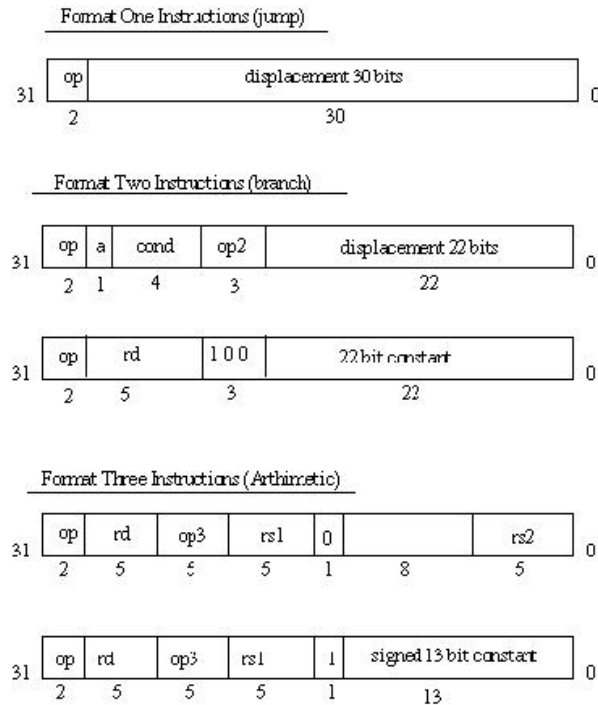 Format One Instructions (jump)
31 op displacement 30 bits 0
2 30
Format Two Instructions (branch)
31 op a cond op2 displacement 22 bits 0
2 1 4 3 22
31 op rd 1 0 0 22 bit constant 0
2 5 3 22
Format Three Instructions (Arthimetic)
31 op rd op3 rs1 0 rs2 0
2 5 5 5 1 8 5
31 op rd op3 rs1 1 signed 13 bit constant 0
2 5 5 5 1 13